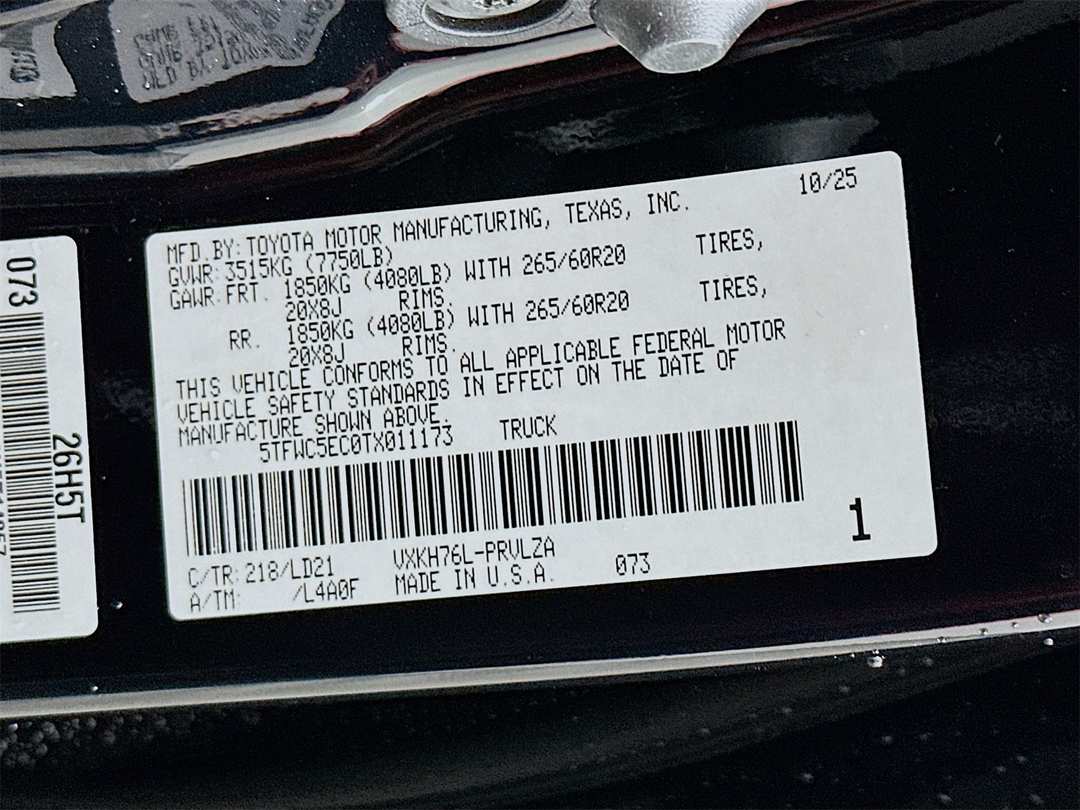 MFD.BY:TOYOTA MOTOR MANUFACTURING, TEXAS, INC. 10/25
GVWR:3515KG (7750LB)
GAWR:FRT. 1850KG (4080LB) WITH 265/60R20 TIRES,
20X8J RIMS.
RR. 1850KG (4080LB) WITH 265/60R20 TIRES,
20X8J RIMS.
THIS VEHICLE CONFORMS TO ALL APPLICABLE FEDERAL MOTOR
VEHICLE SAFETY STANDARDS IN EFFECT ON THE DATE OF
MANUFACTURE SHOWN ABOVE.
5TFWC5EC0TX011173 TRUCK
1
C/TR:218/LD21 VXKH76L-PRVLZA
A/TM: /L4A0F MADE IN U.S.A. 073
073
26H5T